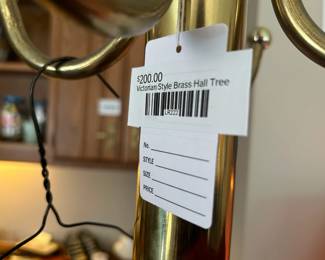 $200.00
Victorian Style Brass Hall Tree
No.
STYLE
SIZE
PRICE